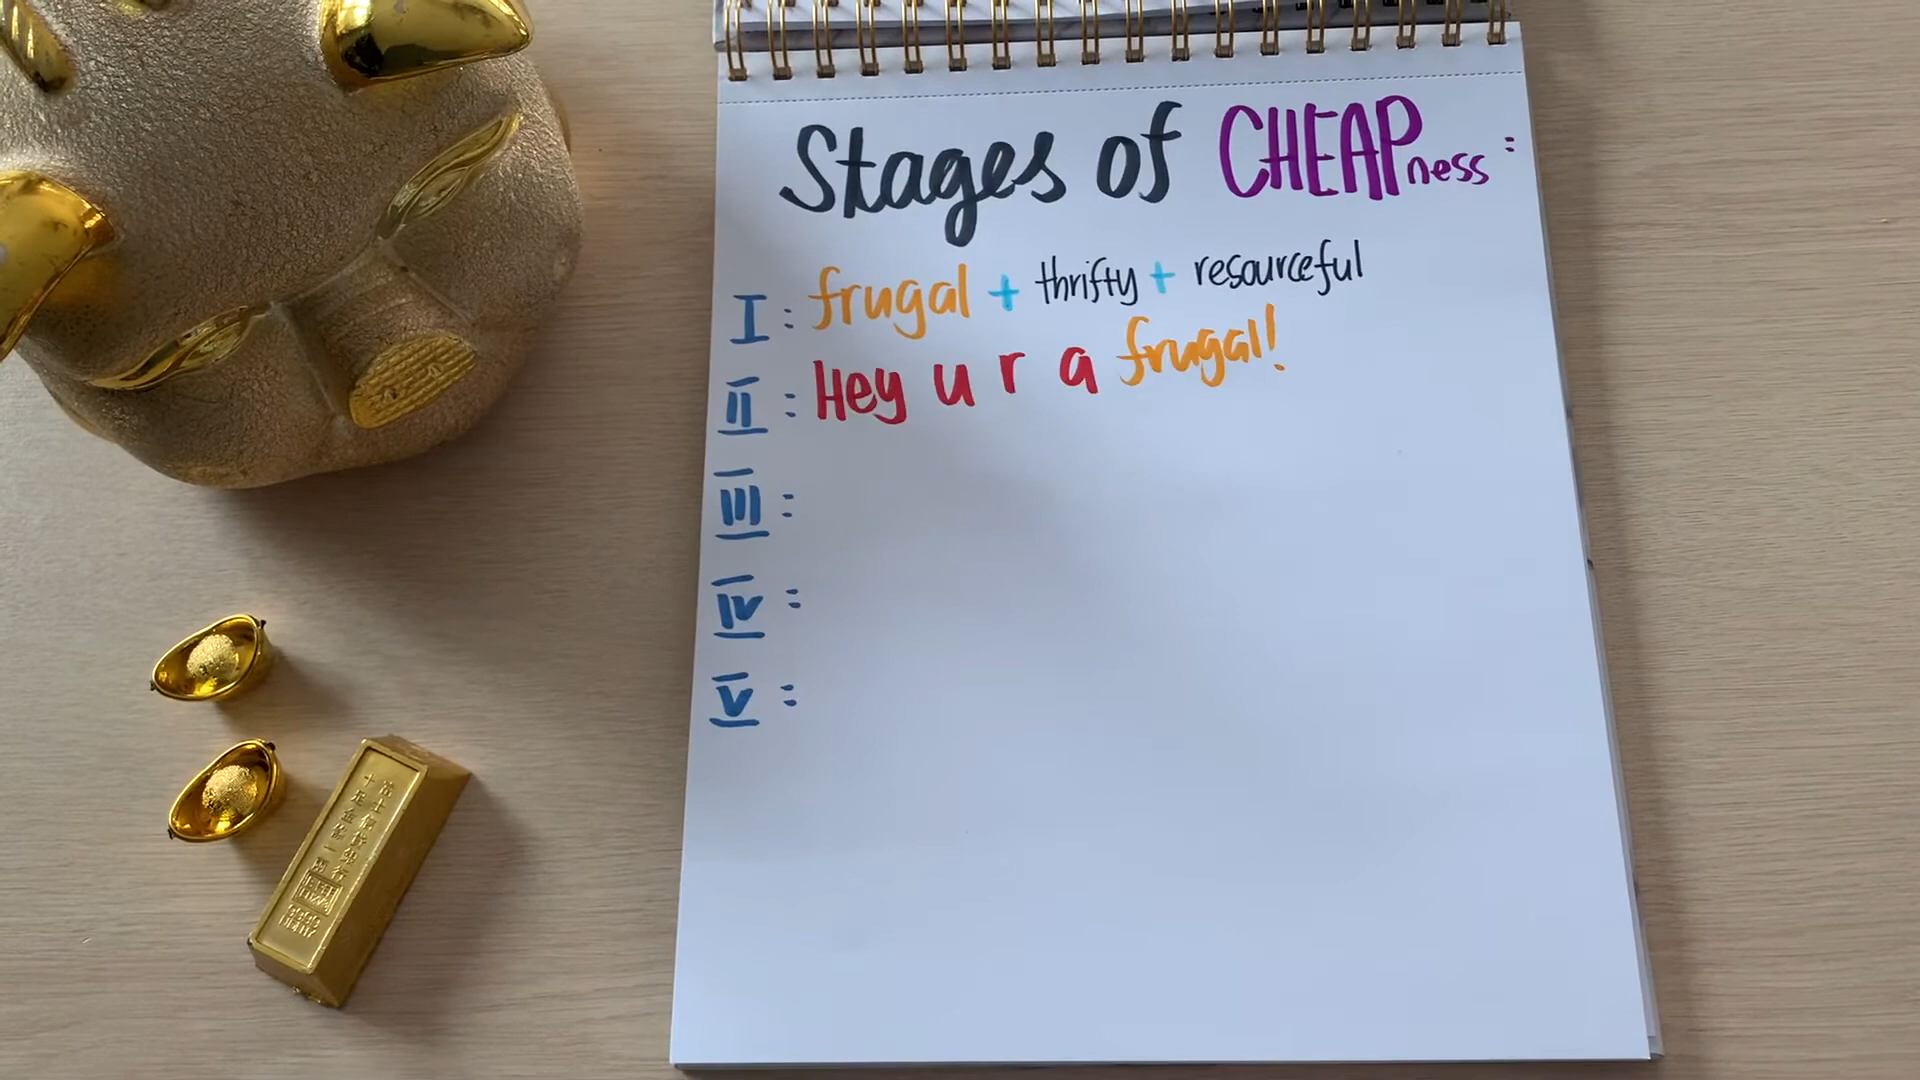 Stages of CHEAPness:
I: frugal + thrifty + resourceful
II: Hey u r a frugal!
III:
IV:
V: